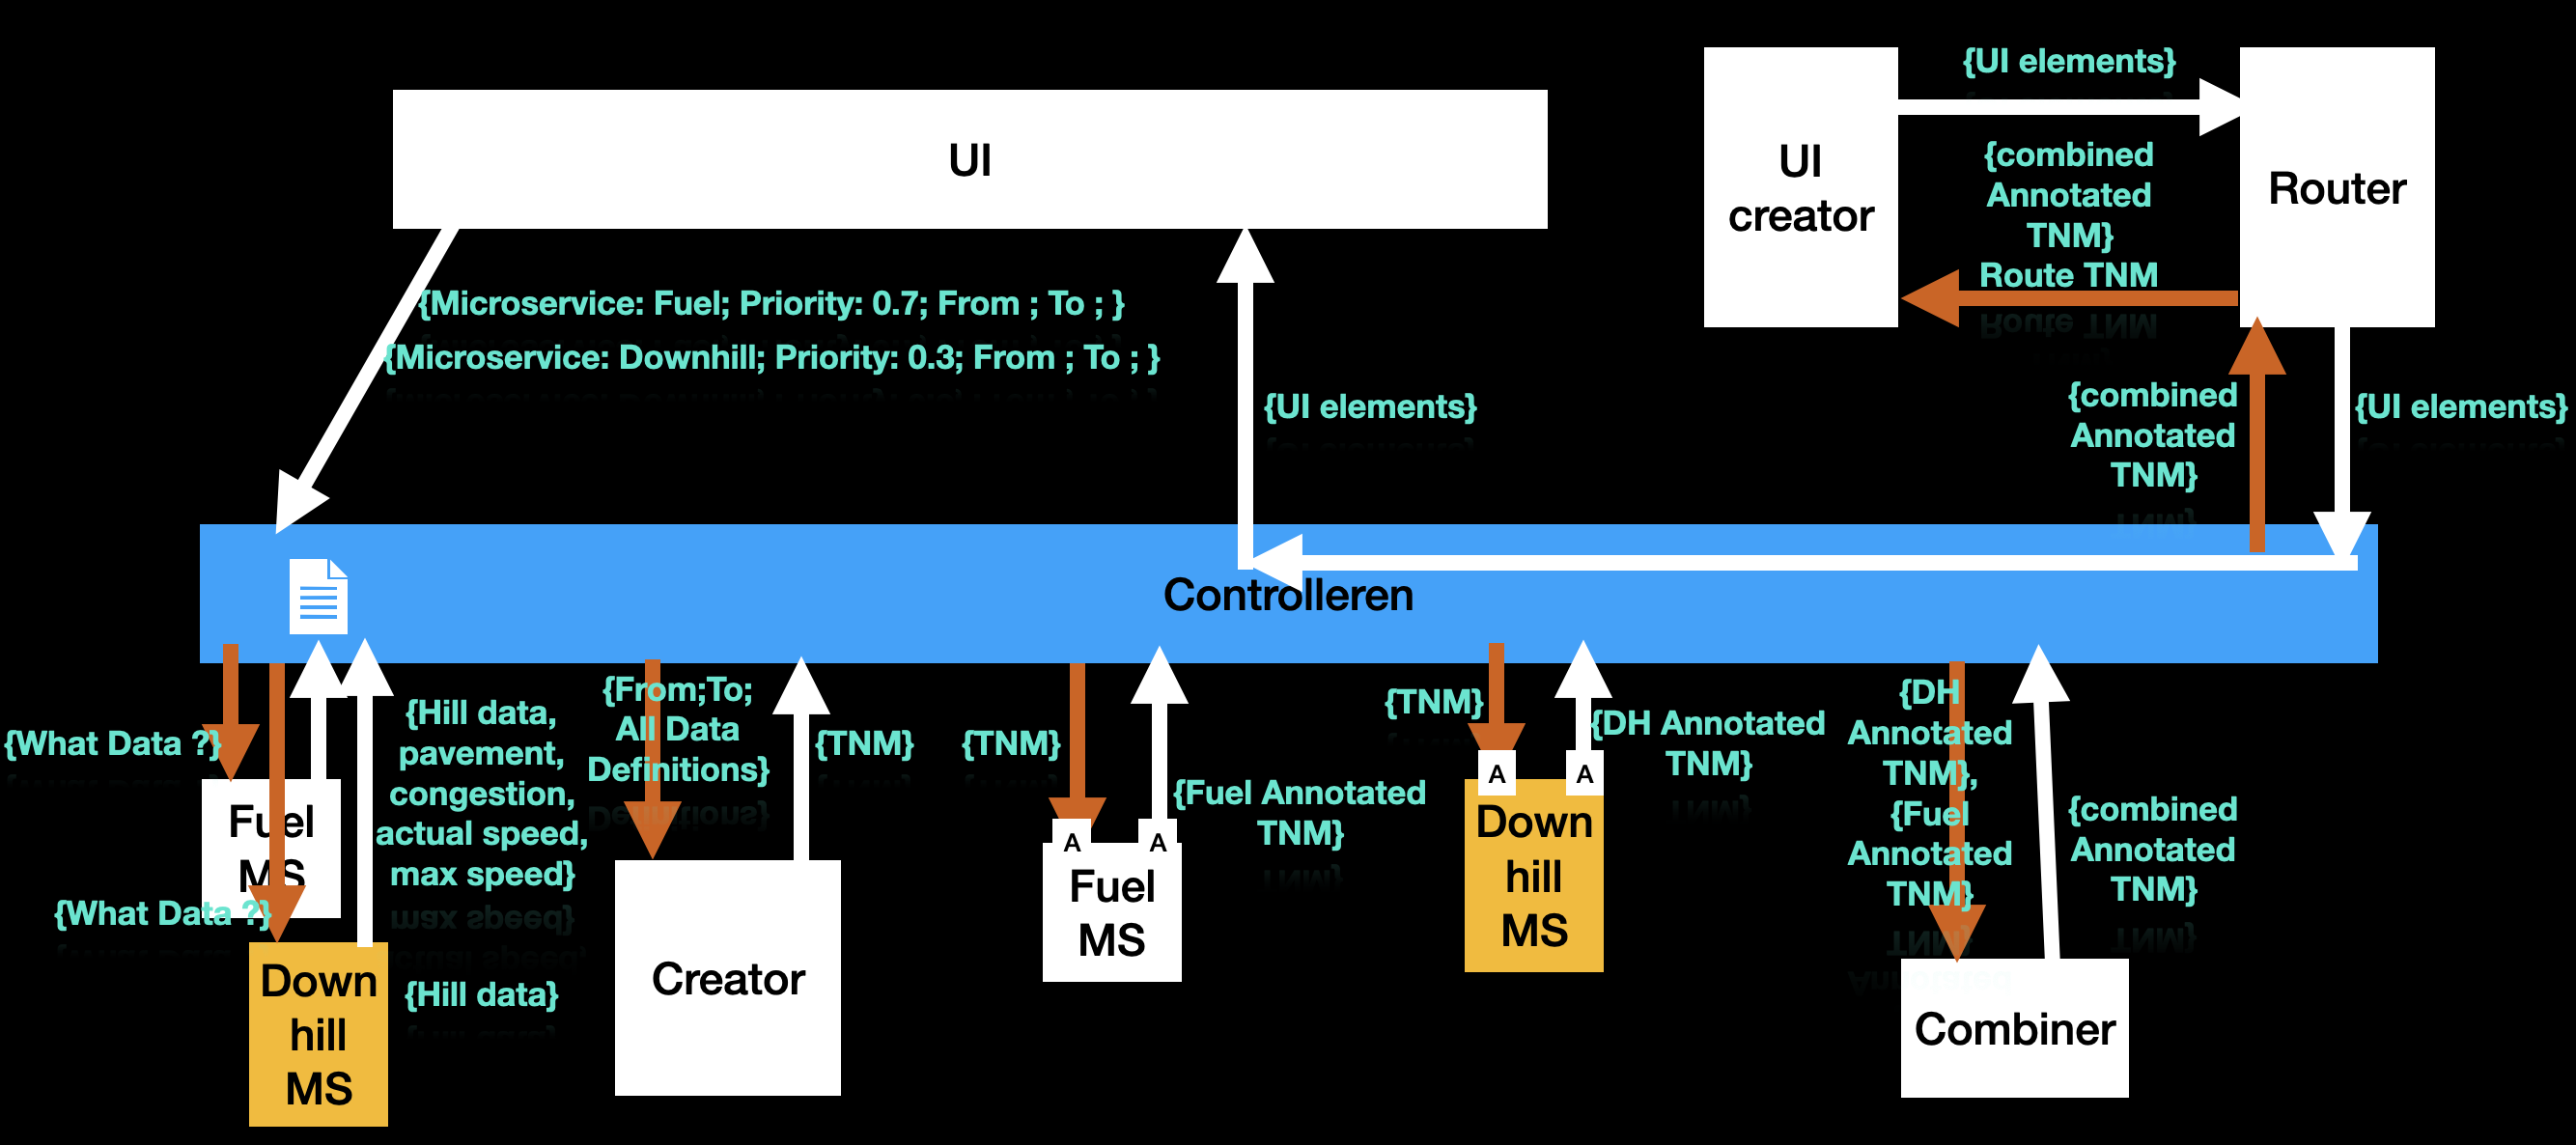 UI
{Microservice: Fuel; Priority: 0.7; From ; To ; }
{Microservice: Downhill; Priority: 0.3; From ; To ; }
{UI elements}
UI
creator
{UI elements}
{combined
Annotated
TNM}
Route TNM
Router
{combined
Annotated
TNM}
{UI elements}
Controlleren
{What Data ?}
Fuel
MS
{What Data ?}
Down
hill
MS
{Hill data,
pavement,
congestion,
actual speed,
max speed}
{Hill data}
{From;To;
All Data
Definitions}
Creator
{TNM}
{TNM}
A
A
Fuel
MS
{Fuel Annotated
TNM}
{TNM}
A
A
Down
hill
MS
{DH Annotated
TNM}
{DH
Annotated
TNM},
{Fuel
Annotated
TNM}
Combiner
{combined
Annotated
TNM}